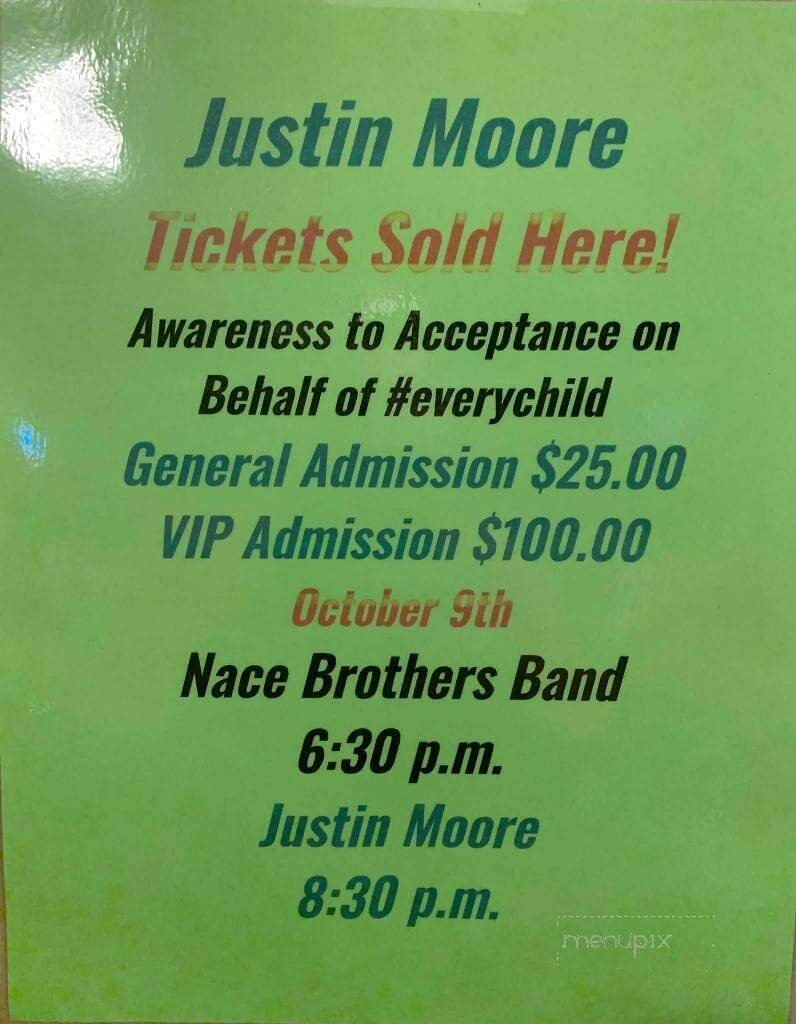 Justin Moore
Tickets Sold Here!
Awareness to Acceptance on
Behalf of #everychild
General Admission $25.00
VIP Admission $100.00
October 9th
Nace Brothers Band
6:30 p.m.
Justin Moore
8:30 p.m.
menupix